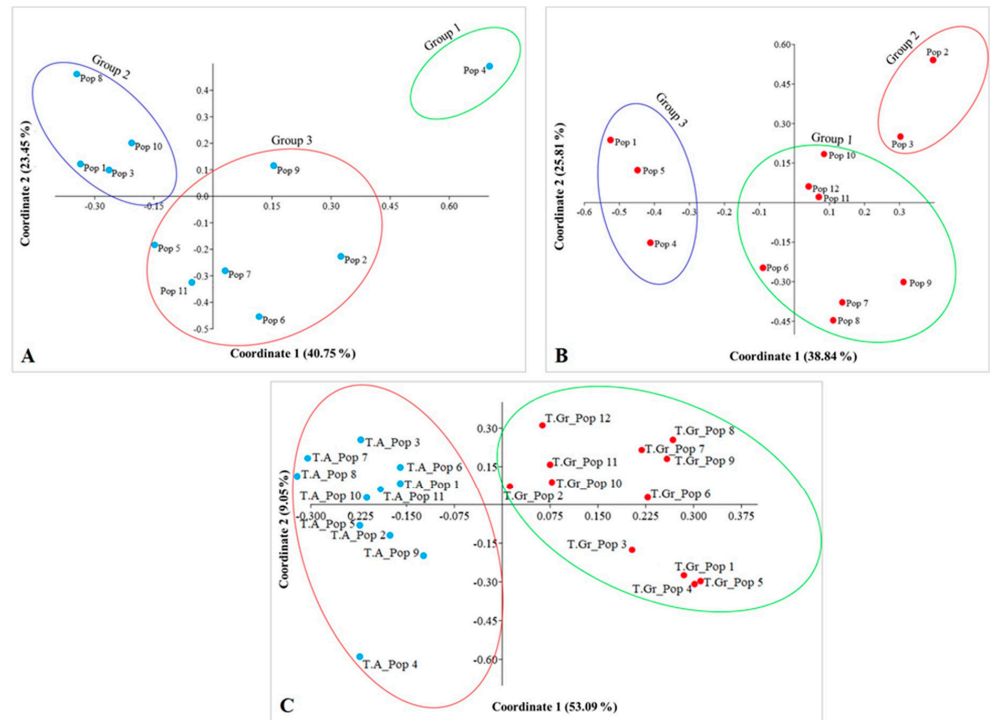 Group 1
Pop 4
Group 2
Pop 8
Pop 10
Pop 1
Pop 3
Group 3
Pop 9
Pop 5
Pop 2
Pop 7
Pop 11
Pop 6
0.4
0.3
0.2
0.1
0.0
-0.1
-0.2
-0.3
-0.4
-0.5
-0.30
-0.15
0.15
0.30
0.45
0.60
Coordinate 2 (23.45 %)
Coordinate 1 (40.75 %)
A
Group 2
Pop 2
Pop 3
Group 3
Pop 1
Pop 5
Pop 4
Group 1
Pop 10
Pop 12
Pop 11
Pop 6
Pop 9
Pop 7
Pop 8
0.60
0.45
0.30
0.15
-0.15
-0.30
-0.45
-0.6
-0.5
-0.4
-0.3
-0.2
-0.1
0.1
0.2
0.3
Coordinate 2 (25.81 %)
Coordinate 1 (38.84 %)
B
T.A_Pop 3
T.A_Pop 7
T.A_Pop 6
T.A_Pop 8
T.A_Pop 1
T.A_Pop 10
T.A_Pop 11
T.A_Pop 5
T.A_Pop 2
T.A_Pop 9
T.A_Pop 4
T.Gr_Pop 12
T.Gr_Pop 8
T.Gr_Pop 7
T.Gr_Pop 9
T.Gr_Pop 11
T.Gr_Pop 10
T.Gr_Pop 2
T.Gr_Pop 6
T.Gr_Pop 3
T.Gr_Pop 1
T.Gr_Pop 5
T.Gr_Pop 4
0.30
0.15
-0.15
-0.30
-0.45
-0.60
-0.300
-0.225
-0.150
-0.075
0.075
0.150
0.225
0.300
0.375
Coordinate 2 (9.05 %)
Coordinate 1 (53.09 %)
C